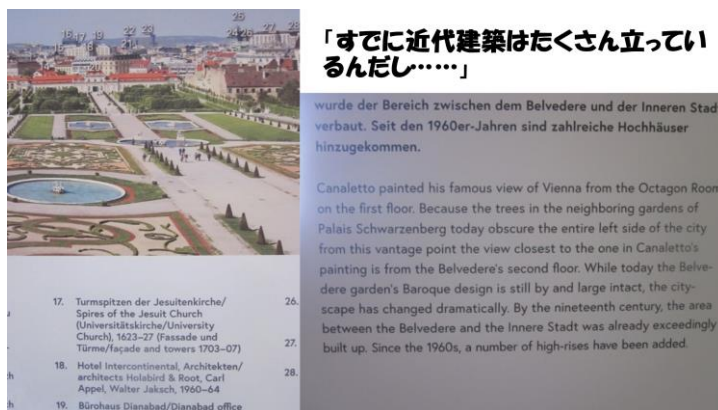 25
22 23 24 26 27 28
16 17 19
15 18 21
「すでに近代建築はたくさん立ってい
るんだし……」
wurde der Bereich zwischen dem Belvedere und der Inneren Stad
verbaut. Seit den 1960er-Jahren sind zahlreiche Hochhäuser
hinzugekommen.
Canaletto painted his famous view of Vienna from the Octagon Room
on the first floor. Because the trees in the neighboring gardens of
Palais Schwarzenberg today obscure the entire left side of the city
from this vantage point the view closest to the one in Canaletto's
painting is from the Belvedere's second floor. While today the Belve-
dere garden's Baroque design is still by and large intact, the city-
scape has changed dramatically. By the nineteenth century, the area
between the Belvedere and the Innere Stadt was already exceedingly
built up. Since the 1960s, a number of high-rises have been added.
17. Turmspitzen der Jesuitenkirche/
Spires of the Jesuit Church
(Universitätskirche/University
Church), 1623–27 (Fassade und
Türme/façade and towers 1703–07)
18. Hotel Intercontinental, Architekten/
architects Holabird & Root, Carl
Appel, Walter Jaksch, 1960–64
19. Bürohaus Dianabad/Dianabad office
26.
27.
28.